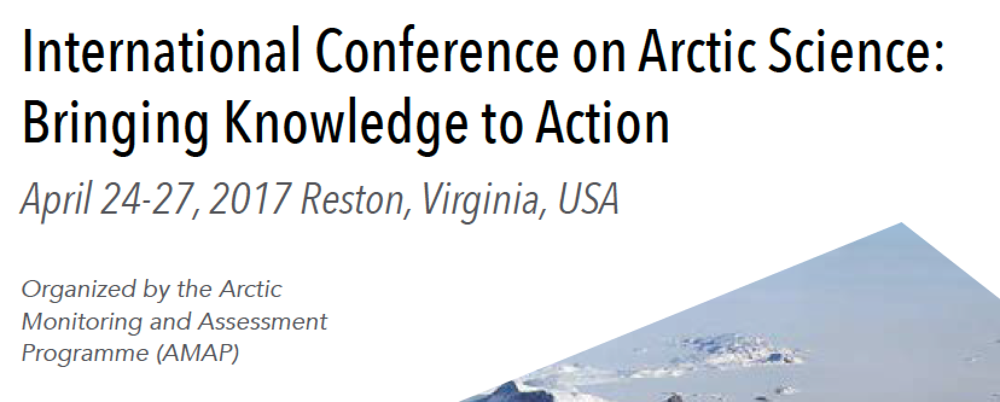 International Conference on Arctic Science:
Bringing Knowledge to Action
April 24-27, 2017 Reston, Virginia, USA
Organized by the Arctic
Monitoring and Assessment
Programme (AMAP)